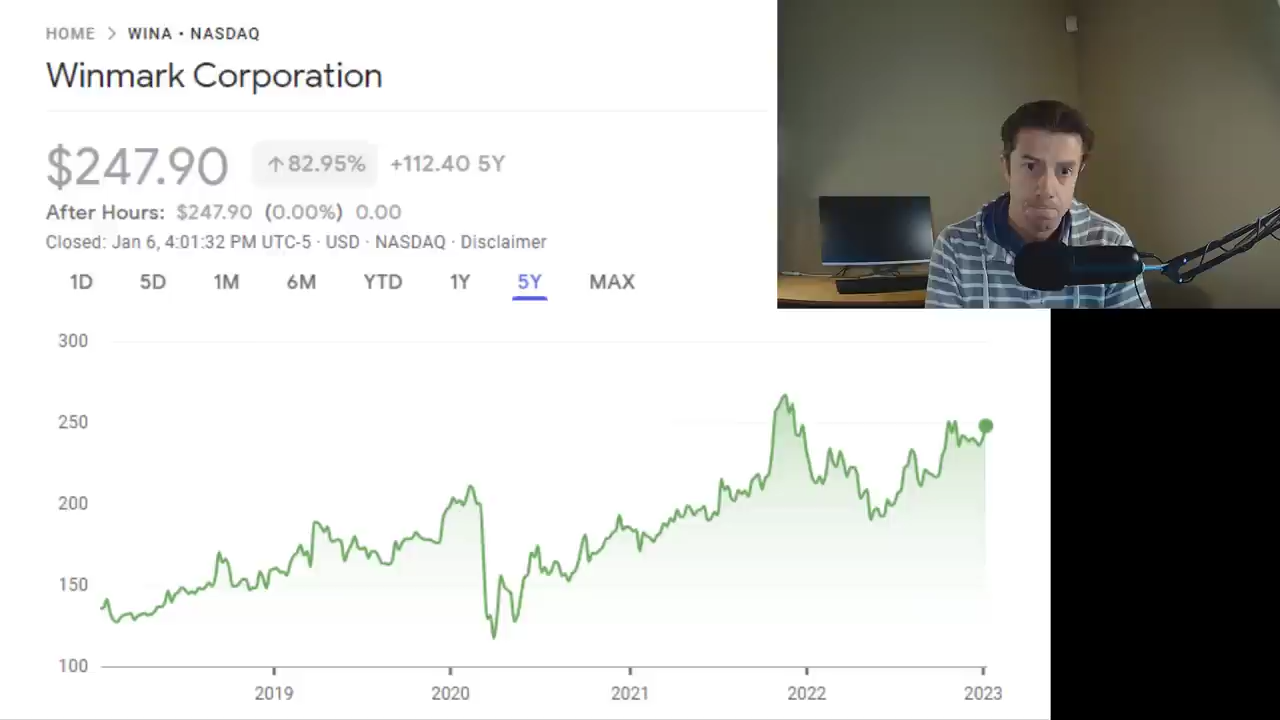 HOME > WINA • NASDAQ
Winmark Corporation
$247.90 ↑82.95% +112.40 5Y
After Hours: $247.90 (0.00%) 0.00
Closed: Jan 6, 4:01:32 PM UTC-5 · USD · NASDAQ · Disclaimer
1D 5D 1M 6M YTD 1Y 5Y MAX
300
250
200
150
100
2019 2020 2021 2022 2023